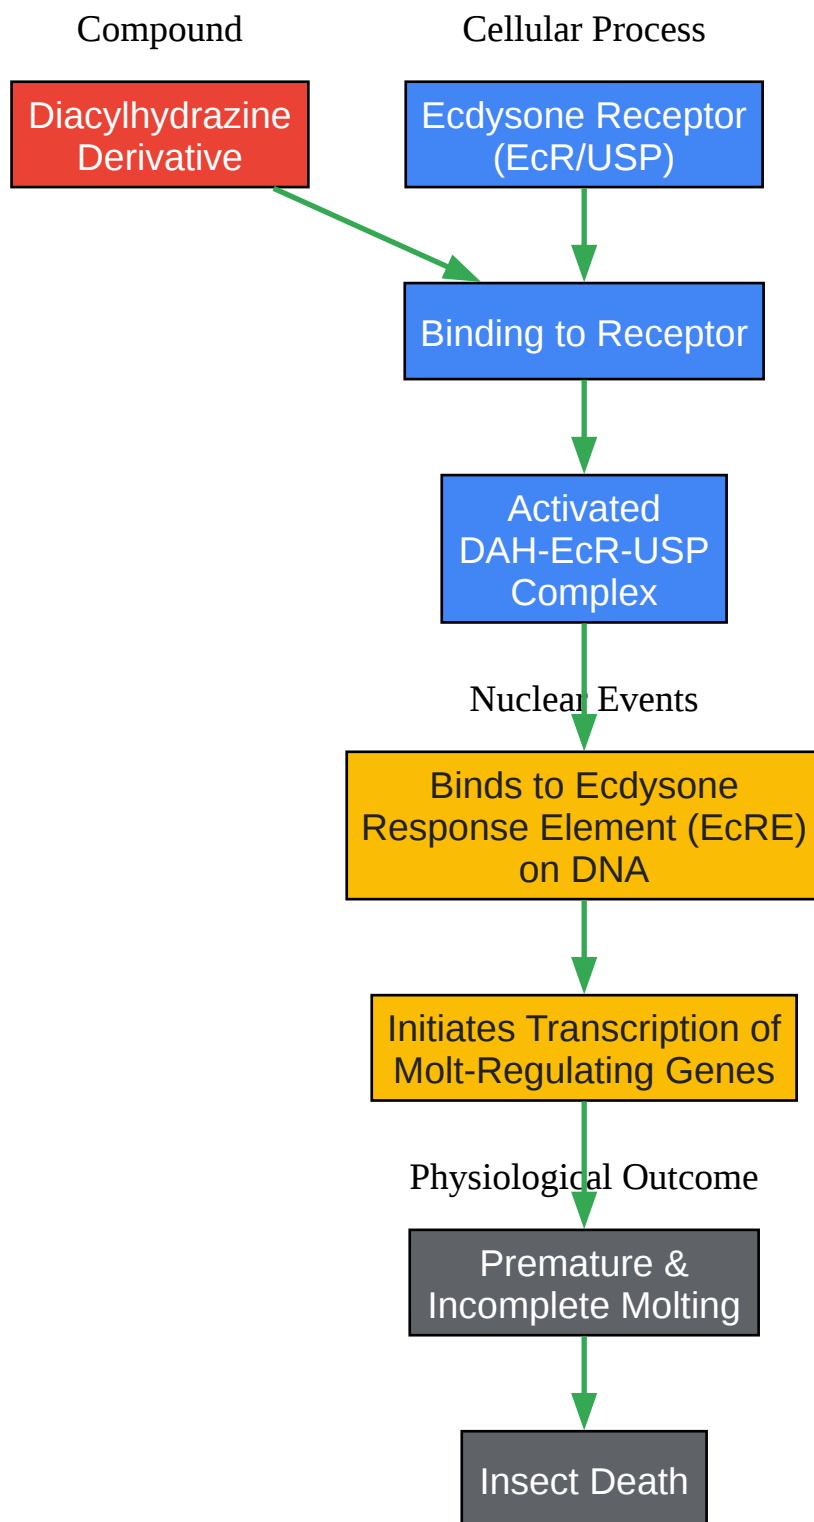 Compound
Cellular Process
Diacylhydrazine
Derivative
Ecdysone Receptor
(EcR/USP)
Binding to Receptor
Activated
DAH-EcR-USP
Complex
Nuclear Events
Binds to Ecdysone
Response Element (EcRE)
on DNA
Initiates Transcription of
Molt-Regulating Genes
Physiological Outcome
Premature &
Incomplete Molting
Insect Death